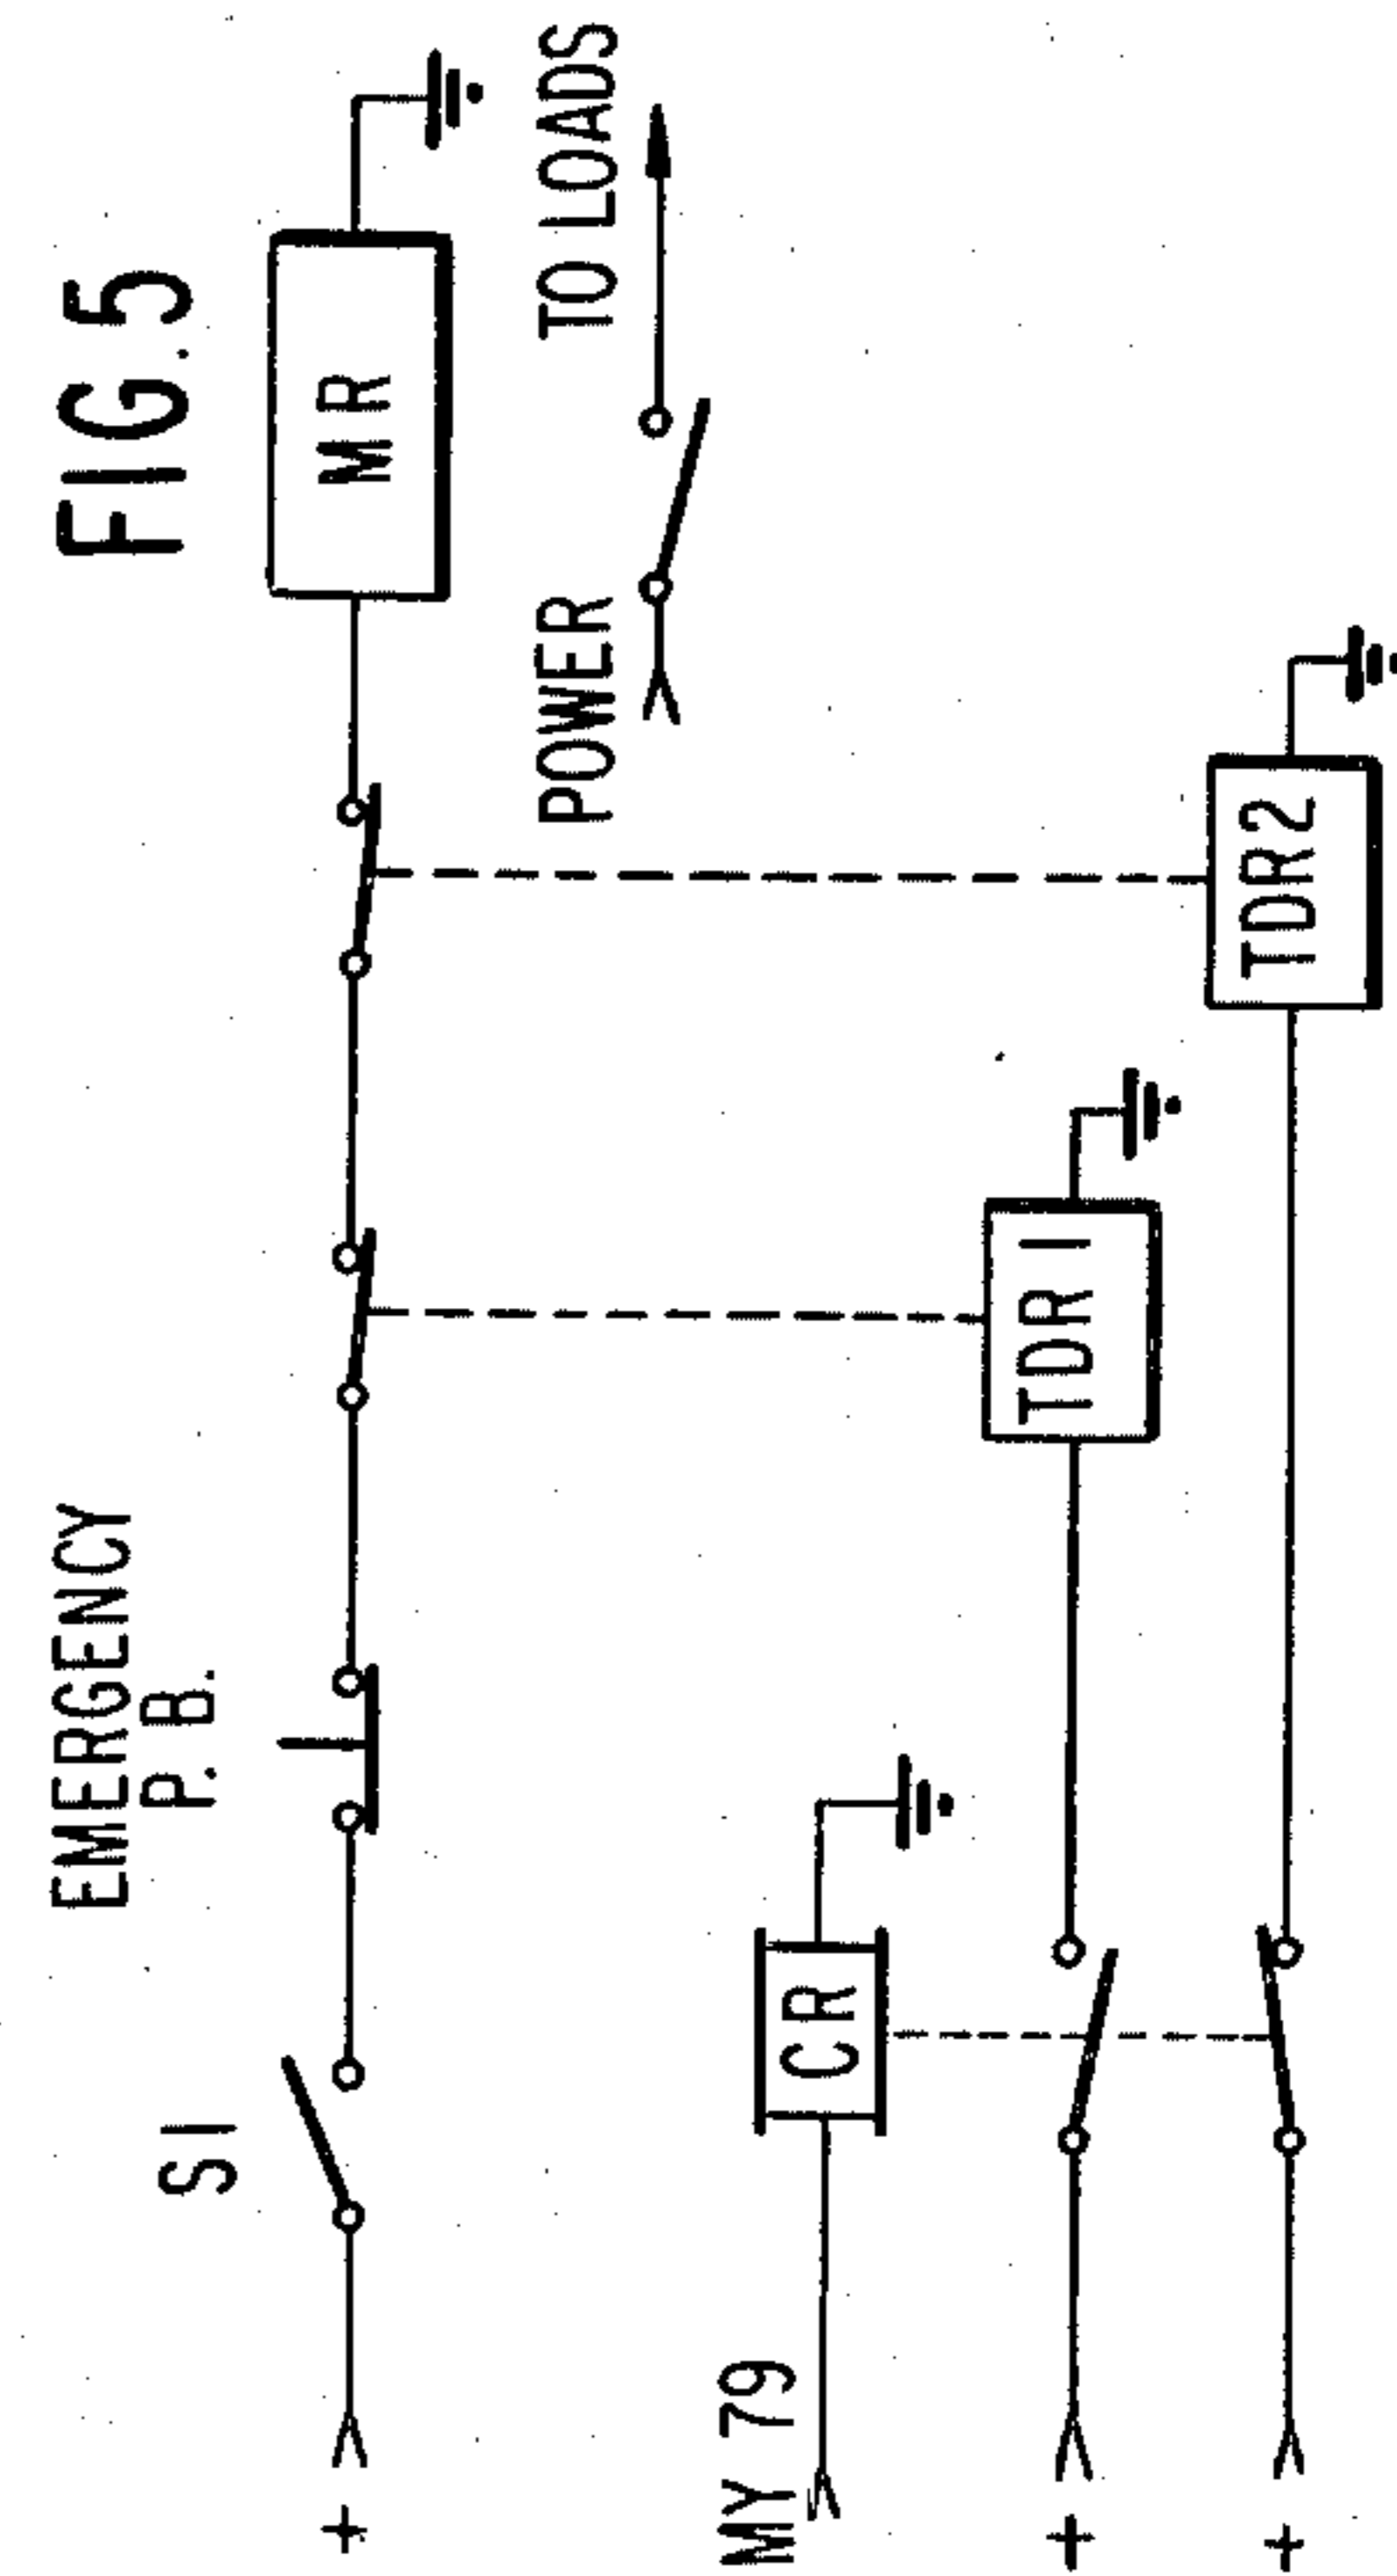 FIG. 5
EMERGENCY
P. B.
S1
MR
POWER
TO LOADS
MY 79
CR
TDR 1
TDR2
+
+
+